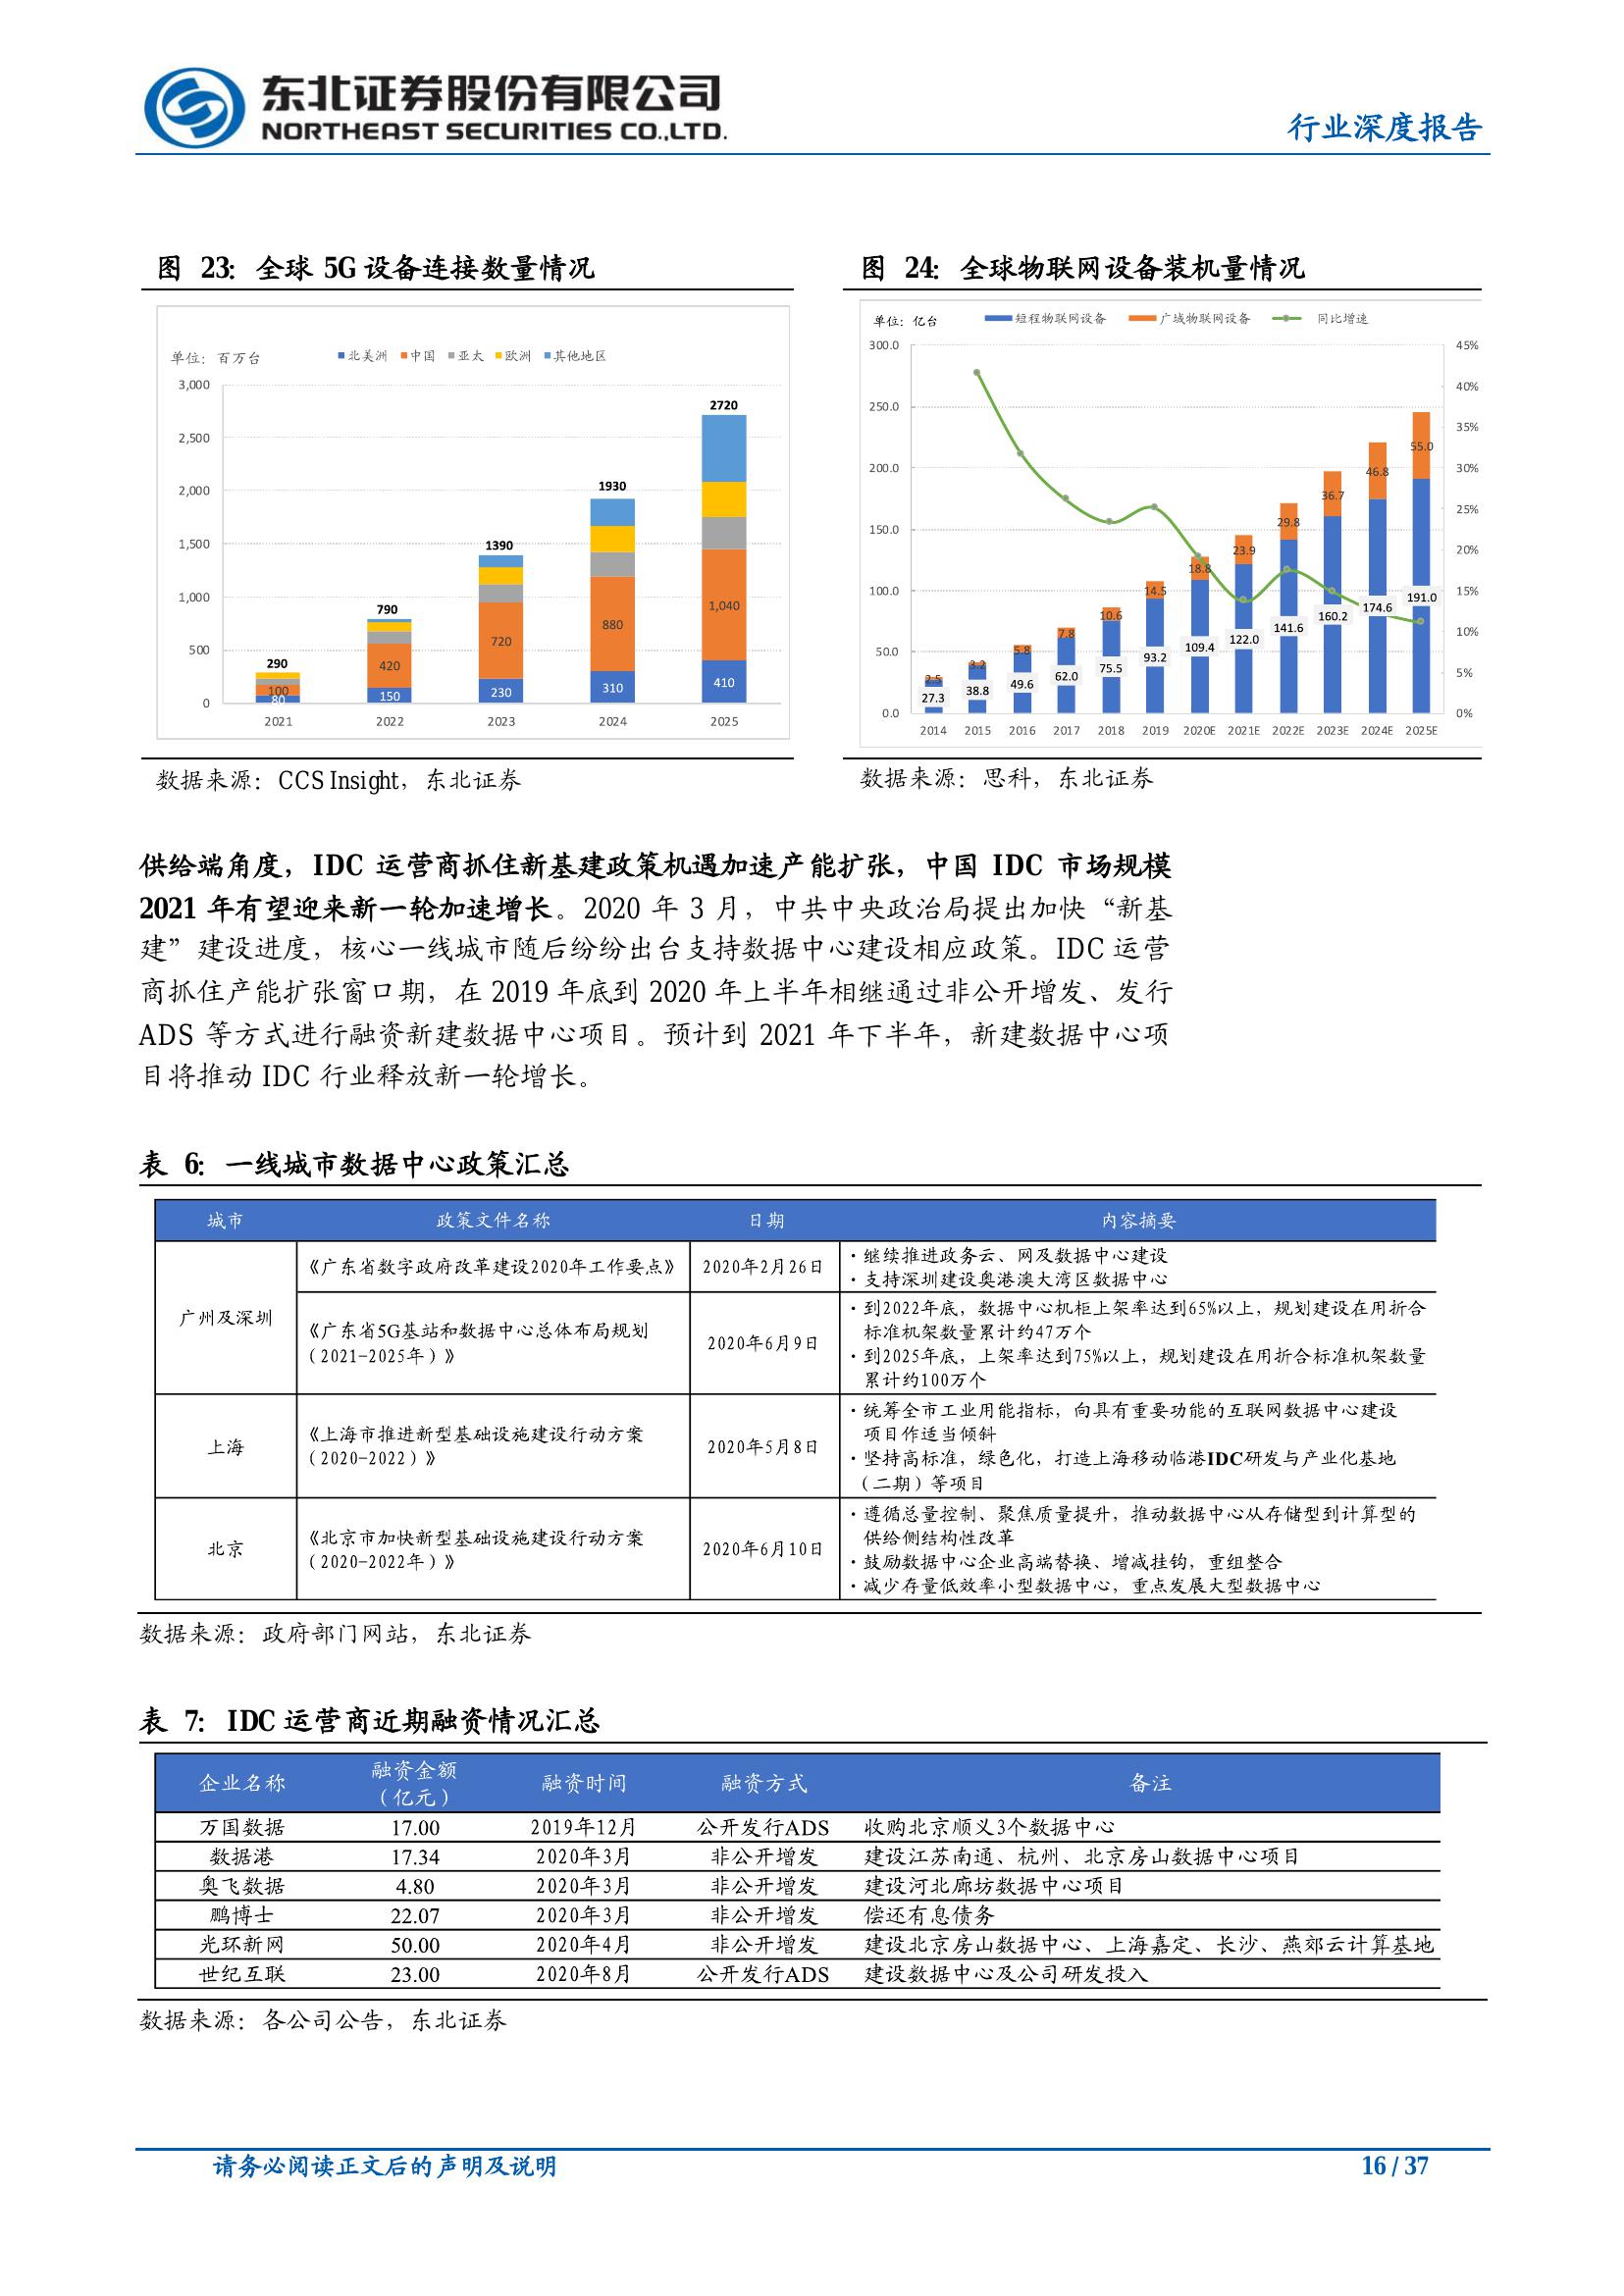 东北证券股份有限公司
NORTHEAST SECURITIES CO.,LTD.
行业深度报告
图 23：全球 5G 设备连接数量情况
单位：百万台
北美洲 中国 亚太 欧洲 其他地区
3,000
2,500
2,000
1,500
1,000
500
0
290
100
80
790
420
150
1390
720
230
1930
880
310
2720
1,040
410
2021 2022 2023 2024 2025
数据来源：CCS Insight，东北证券
图 24：全球物联网设备装机量情况
单位：亿台
短程物联网设备 广域物联网设备 同比增速
300.0
250.0
200.0
150.0
100.0
50.0
0.0
45%
40%
35%
30%
25%
20%
15%
10%
5%
0%
2.5 3.2 5.8 7.8 10.6 14.5 18.8 23.9 29.8 36.7 46.8 55.0
27.3 38.8 49.6 62.0 75.5 93.2 109.4 122.0 141.6 160.2 174.6 191.0
2014 2015 2016 2017 2018 2019 2020E 2021E 2022E 2023E 2024E 2025E
数据来源：思科，东北证券
供给端角度，IDC 运营商抓住新基建政策机遇加速产能扩张，中国 IDC 市场规模
2021 年有望迎来新一轮加速增长。2020 年 3 月，中共中央政治局提出加快“新基
建”建设进度，核心一线城市随后纷纷出台支持数据中心建设相应政策。IDC 运营
商抓住产能扩张窗口期，在 2019 年底到 2020 年上半年相继通过非公开增发、发行
ADS 等方式进行融资新建数据中心项目。预计到 2021 年下半年，新建数据中心项
目将推动 IDC 行业释放新一轮增长。
表 6：一线城市数据中心政策汇总
城市 政策文件名称 日期 内容摘要
广州及深圳
《广东省数字政府改革建设2020年工作要点》 2020年2月26日
·继续推进政务云、网及数据中心建设
·支持深圳建设奥港澳大湾区数据中心
《广东省5G基站和数据中心总体布局规划
（2021-2025年）》
2020年6月9日
·到2022年底，数据中心机柜上架率达到65%以上，规划建设在用折合
标准机架数量累计约47万个
·到2025年底，上架率达到75%以上，规划建设在用折合标准机架数量
累计约100万个
上海
《上海市推进新型基础设施建设行动方案
（2020-2022）》
2020年5月8日
·统筹全市工业用能指标，向具有重要功能的互联网数据中心建设
项目作适当倾斜
·坚持高标准，绿色化，打造上海移动临港IDC研发与产业化基地
（二期）等项目
北京
《北京市加快新型基础设施建设行动方案
（2020-2022年）》
2020年6月10日
·遵循总量控制、聚焦质量提升，推动数据中心从存储型到计算型的
供给侧结构性改革
·鼓励数据中心企业高端替换、增减挂钩，重组整合
·减少存量低效率小型数据中心，重点发展大型数据中心
数据来源：政府部门网站，东北证券
表 7：IDC 运营商近期融资情况汇总
企业名称 融资金额（亿元） 融资时间 融资方式 备注
万国数据 17.00 2019年12月 公开发行ADS 收购北京顺义3个数据中心
数据港 17.34 2020年3月 非公开增发 建设江苏南通、杭州、北京房山数据中心项目
奥飞数据 4.80 2020年3月 非公开增发 建设河北廊坊数据中心项目
鹏博士 22.07 2020年3月 非公开增发 偿还有息债务
光环新网 50.00 2020年4月 非公开增发 建设北京房山数据中心、上海嘉定、长沙、燕郊云计算基地
世纪互联 23.00 2020年8月 公开发行ADS 建设数据中心及公司研发投入
数据来源：各公司公告，东北证券
请务必阅读正文后的声明及说明
16 / 37